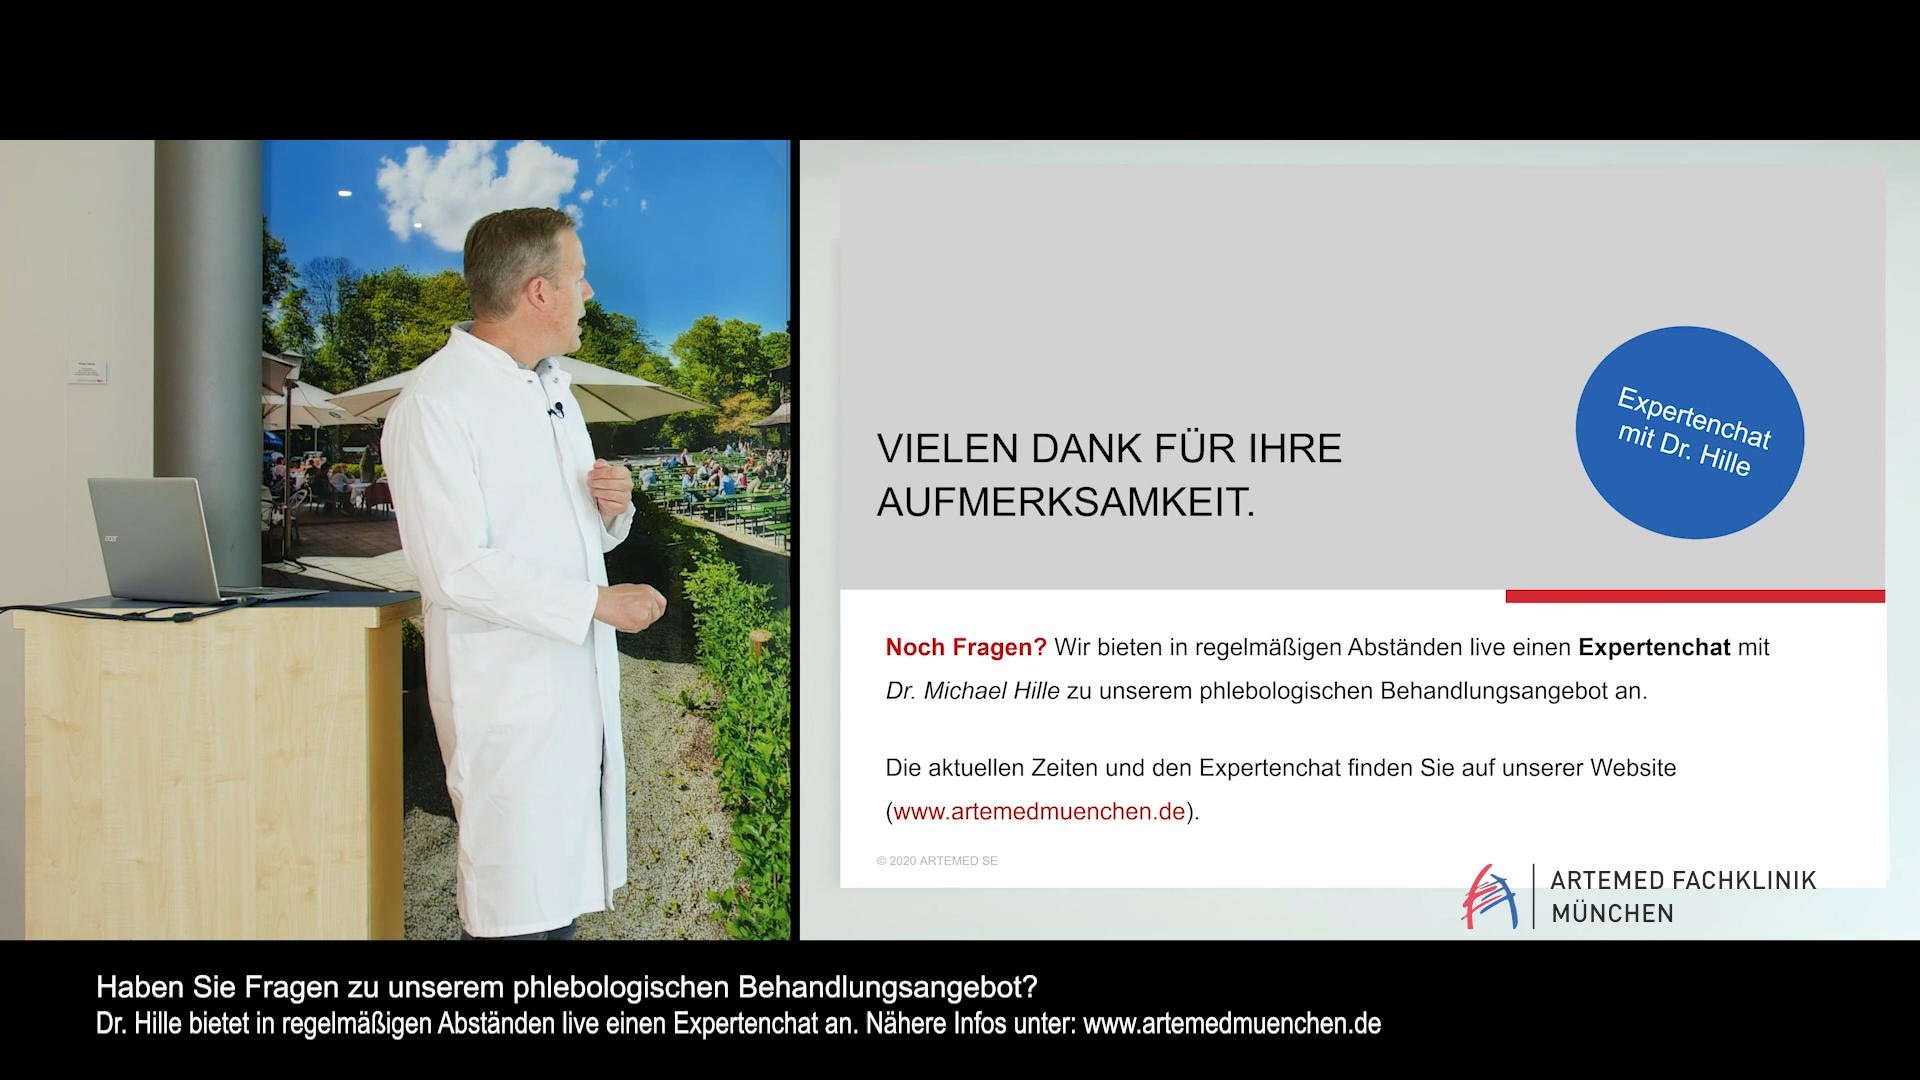 acer
VIELEN DANK FÜR IHRE
AUFMERKSAMKEIT.
Expertenchat
mit Dr. Hille
Noch Fragen? Wir bieten in regelmäßigen Abständen live einen Expertenchat mit
Dr. Michael Hille zu unserem phlebologischen Behandlungsangebot an.
Die aktuellen Zeiten und den Expertenchat finden Sie auf unserer Website
(www.artemedmuenchen.de).
© 2020 ARTEMED SE
ARTEMED FACHKLINIK
MÜNCHEN
Haben Sie Fragen zu unserem phlebologischen Behandlungsangebot?
Dr. Hille bietet in regelmäßigen Abständen live einen Expertenchat an. Nähere Infos unter: www.artemedmuenchen.de